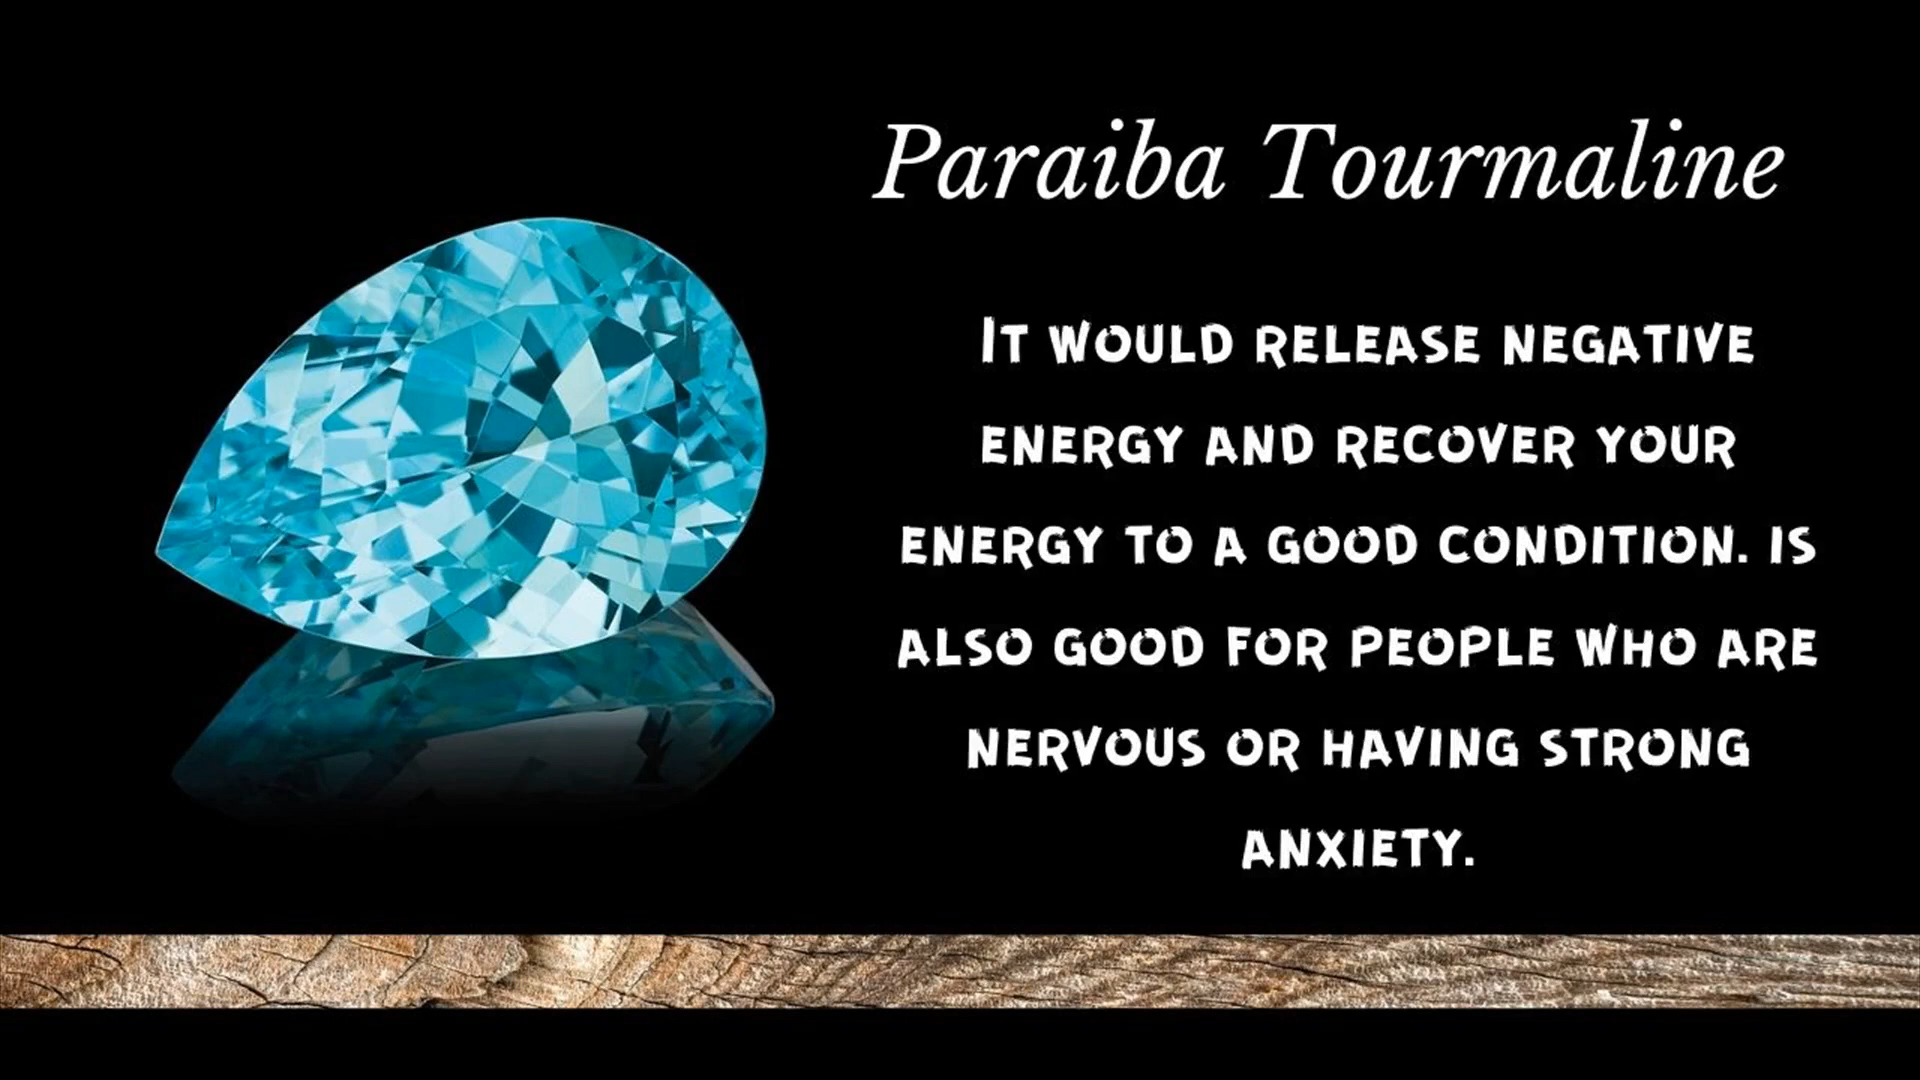 Paraiba Tourmaline
It would release negative
energy and recover your
energy to a good condition. is
also good for people who are
nervous or having strong
anxiety.